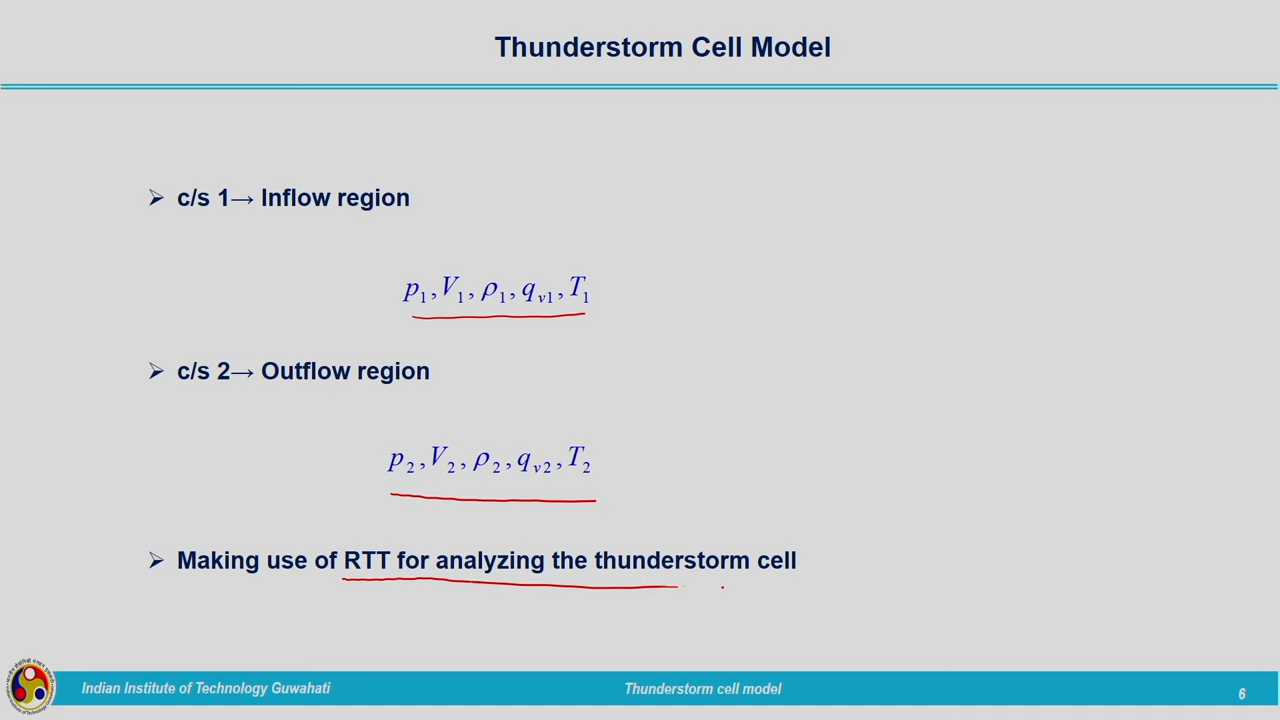 Thunderstorm Cell Model
➢ c/s 1→ Inflow region
p₁, V₁, ρ₁, qᵥ₁, T₁
➢ c/s 2→ Outflow region
p₂, V₂, ρ₂, qᵥ₂, T₂
➢ Making use of RTT for analyzing the thunderstorm cell
Indian Institute of Technology Guwahati Thunderstorm cell model 6